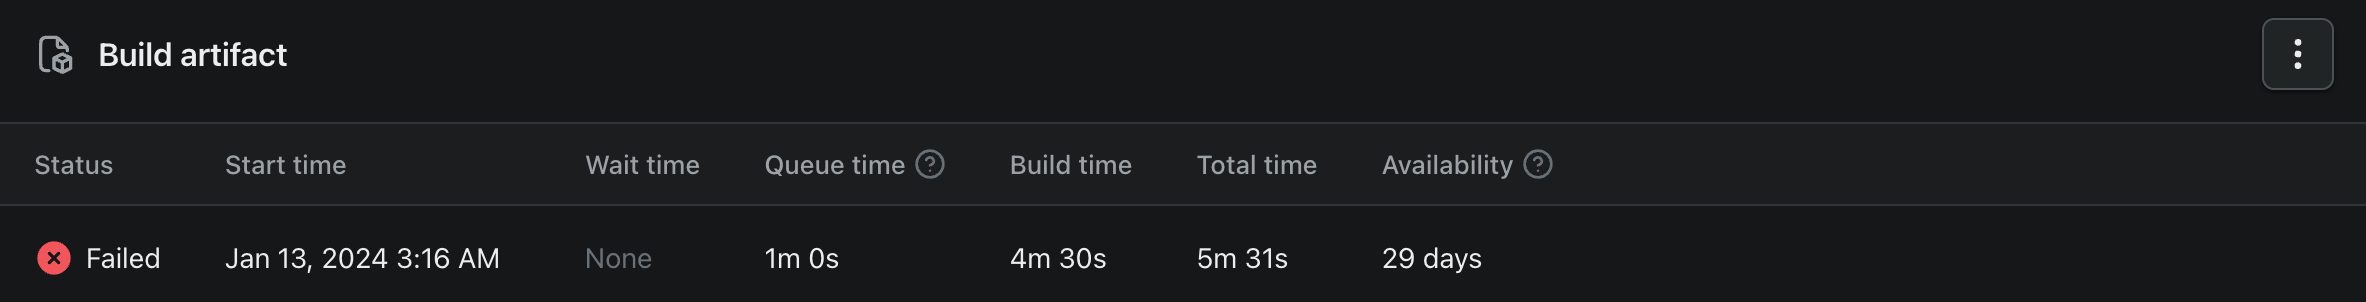 Build artifact
Status Start time Wait time Queue time Build time Total time Availability
Failed Jan 13, 2024 3:16 AM None 1m 0s 4m 30s 5m 31s 29 days